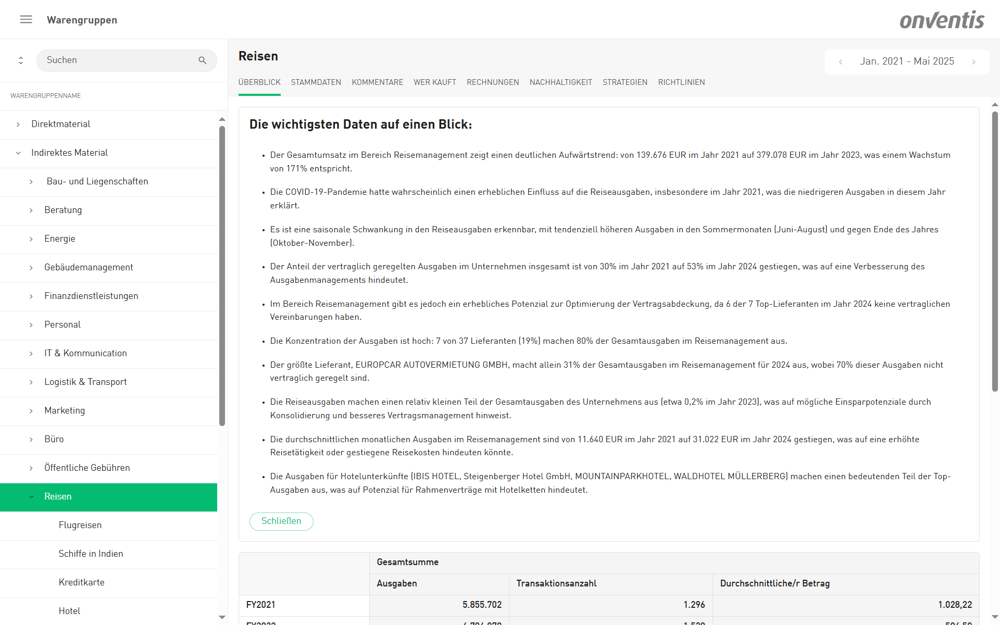 Warengruppen
onventis
Suchen
WARENGRUPPENNAME
Direktmaterial
Indirektes Material
Bau- und Liegenschaften
Beratung
Energie
Gebäudemanagement
Finanzdienstleistungen
Personal
IT & Kommunication
Logistik & Transport
Marketing
Büro
Öffentliche Gebühren
Reisen
Flugreisen
Schiffe in Indien
Kreditkarte
Hotel
Reisen
Jan. 2021 - Mai 2025
ÜBERBLICK STAMMDATEN KOMMENTARE WER KAUFT RECHNUNGEN NACHHALTIGKEIT STRATEGIEN RICHTLINIEN
Die wichtigsten Daten auf einen Blick:
• Der Gesamtumsatz im Bereich Reisemanagement zeigt einen deutlichen Aufwärtstrend: von 139.676 EUR im Jahr 2021 auf 379.078 EUR im Jahr 2023, was einem Wachstum
von 171% entspricht.
• Die COVID-19-Pandemie hatte wahrscheinlich einen erheblichen Einfluss auf die Reiseausgaben, insbesondere im Jahr 2021, was die niedrigeren Ausgaben in diesem Jahr
erklärt.
• Es ist eine saisonale Schwankung in den Reiseausgaben erkennbar, mit tendenziell höheren Ausgaben in den Sommermonaten (Juni-August) und gegen Ende des Jahres
(Oktober-November).
• Der Anteil der vertraglich geregelten Ausgaben im Unternehmen insgesamt ist von 30% im Jahr 2021 auf 53% im Jahr 2024 gestiegen, was auf eine Verbesserung des
Ausgabenmanagements hindeutet.
• Im Bereich Reisemanagement gibt es jedoch ein erhebliches Potenzial zur Optimierung der Vertragsabdeckung, da 6 der 7 Top-Lieferanten im Jahr 2024 keine vertraglichen
Vereinbarungen haben.
• Die Konzentration der Ausgaben ist hoch: 7 von 37 Lieferanten (19%) machen 80% der Gesamtausgaben im Reisemanagement aus.
• Der größte Lieferant, EUROPCAR AUTOVERMIETUNG GMBH, macht allein 31% der Gesamtausgaben im Reisemanagement für 2024 aus, wobei 70% dieser Ausgaben nicht
vertraglich geregelt sind.
• Die Reiseausgaben machen einen relativ kleinen Teil der Gesamtausgaben des Unternehmens aus (etwa 0,2% im Jahr 2023), was auf mögliche Einsparpotenziale durch
Konsolidierung und besseres Vertragsmanagement hinweist.
• Die durchschnittlichen monatlichen Ausgaben im Reisemanagement sind von 11.640 EUR im Jahr 2021 auf 31.022 EUR im Jahr 2024 gestiegen, was auf eine erhöhte
Reisetätigkeit oder gestiegene Reisekosten hindeuten könnte.
• Die Ausgaben für Hotelunterkünfte (IBIS HOTEL, Steigenberger Hotel GmbH, MOUNTAINPARKHOTEL, WALDHOTEL MÜLLERBERG) machen einen bedeutenden Teil der Top-
Ausgaben aus, was auf Potenzial für Rahmenverträge mit Hotelketten hindeutet.
Schließen
Gesamtsumme
Ausgaben Transaktionsanzahl Durchschnittliche/r Betrag
FY2021 5.855.702 1.296 1.028,22